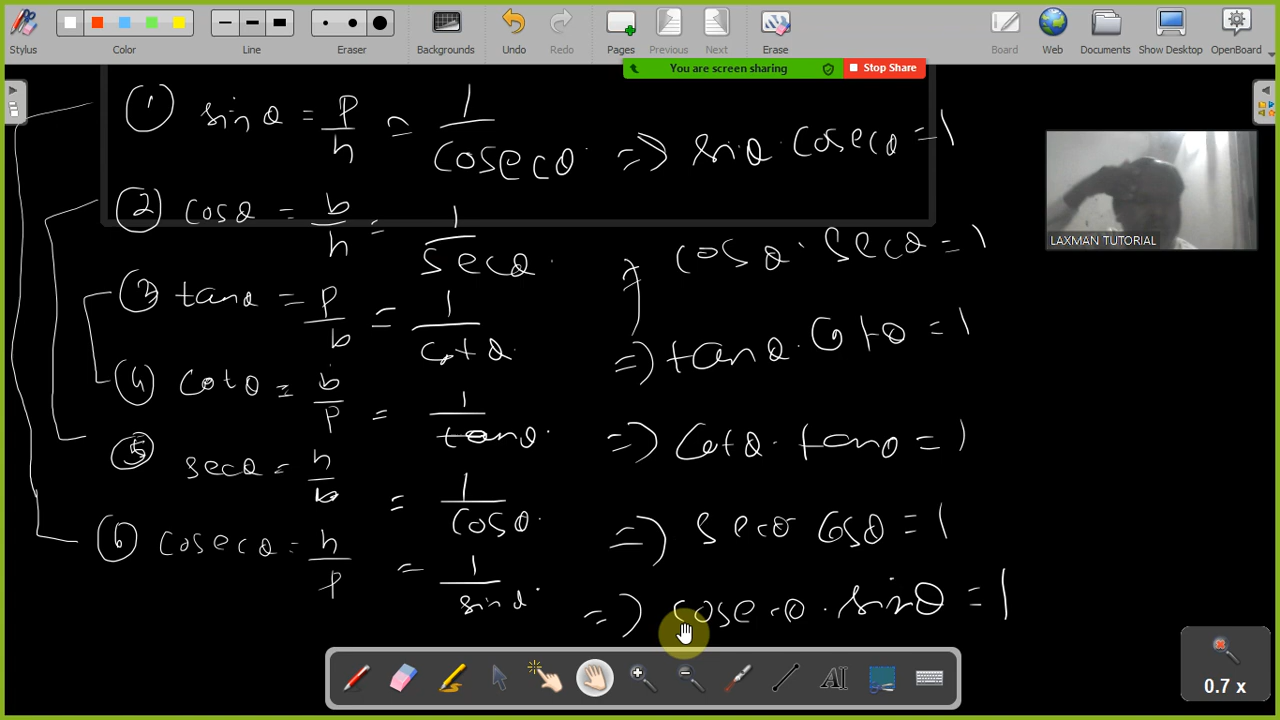 Stylus Color Line Eraser Backgrounds Undo Redo Pages Previous Next Erase Board Web Documents Show Desktop OpenBoard
You are screen sharing Stop Share
① sinθ = p/h = 1/cosecθ ⇒ sinθ · cosecθ = 1
② cosθ = b/h = 1/secθ ⇒ cosθ · secθ = 1
③ tanθ = p/b = 1/cotθ ⇒ tanθ · cotθ = 1
④ cotθ = b/p = 1/tanθ ⇒ cotθ · tanθ = 1
⑤ secθ = h/b = 1/cosθ ⇒ secθ cosθ = 1
⑥ cosecθ = h/p = 1/sinθ ⇒ cosecθ · sinθ = 1
LAXMAN TUTORIAL
AI
0.7 x